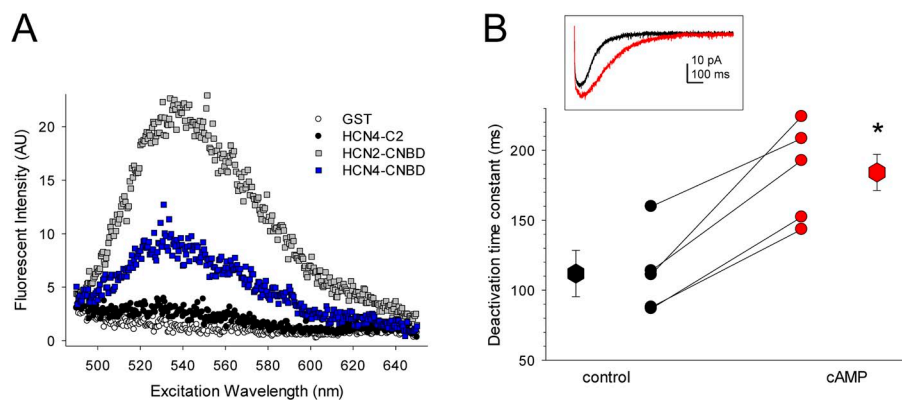 A
Fluorescent Intensity (AU)
20
15
10
5
0
500 520 540 560 580 600 620 640
Excitation Wavelength (nm)
GST
HCN4-C2
HCN2-CNBD
HCN4-CNBD
B
10 pA
100 ms
Deactivation time constant (ms)
200
150
100
50
*
control cAMP